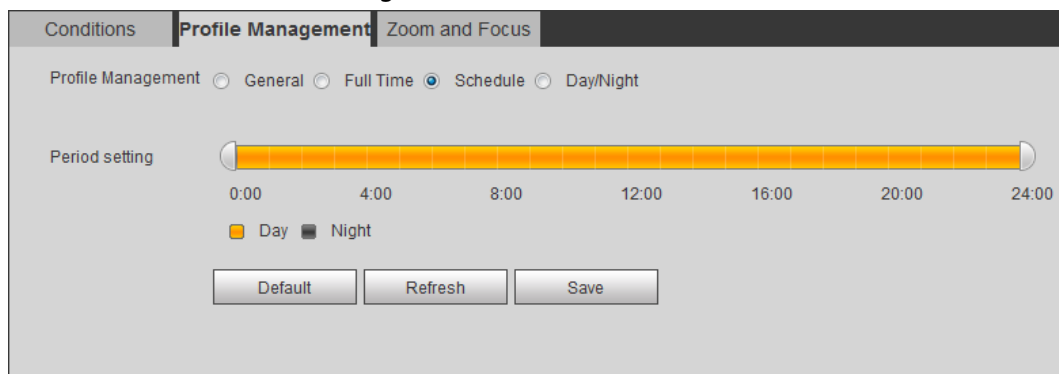 Conditions Profile Management Zoom and Focus
Profile Management General Full Time Schedule Day/Night
Period setting
0:00 4:00 8:00 12:00 16:00 20:00 24:00
Day Night
Default Refresh Save